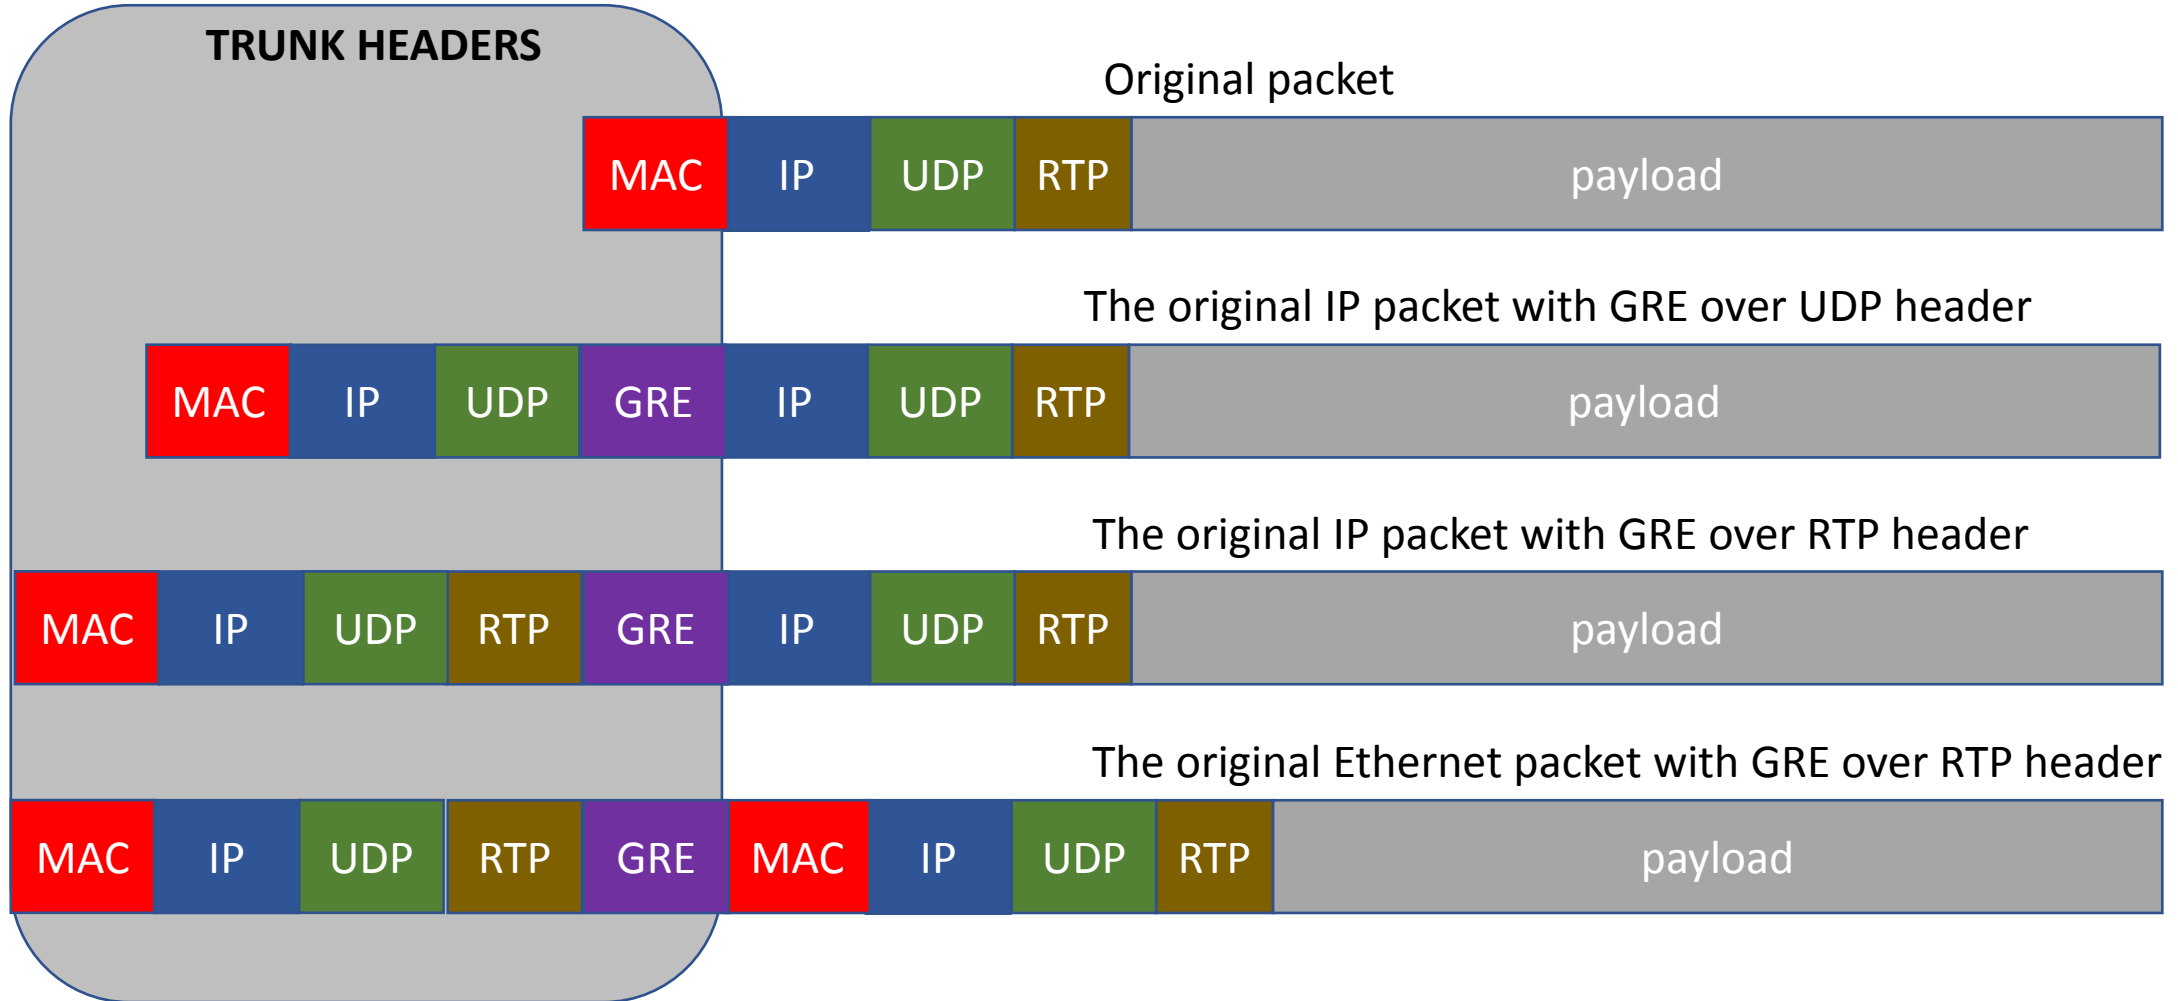 TRUNK HEADERS
Original packet
MAC IP UDP RTP payload
The original IP packet with GRE over UDP header
MAC IP UDP GRE IP UDP RTP payload
The original IP packet with GRE over RTP header
MAC IP UDP RTP GRE IP UDP RTP payload
The original Ethernet packet with GRE over RTP header
MAC IP UDP RTP GRE MAC IP UDP RTP payload